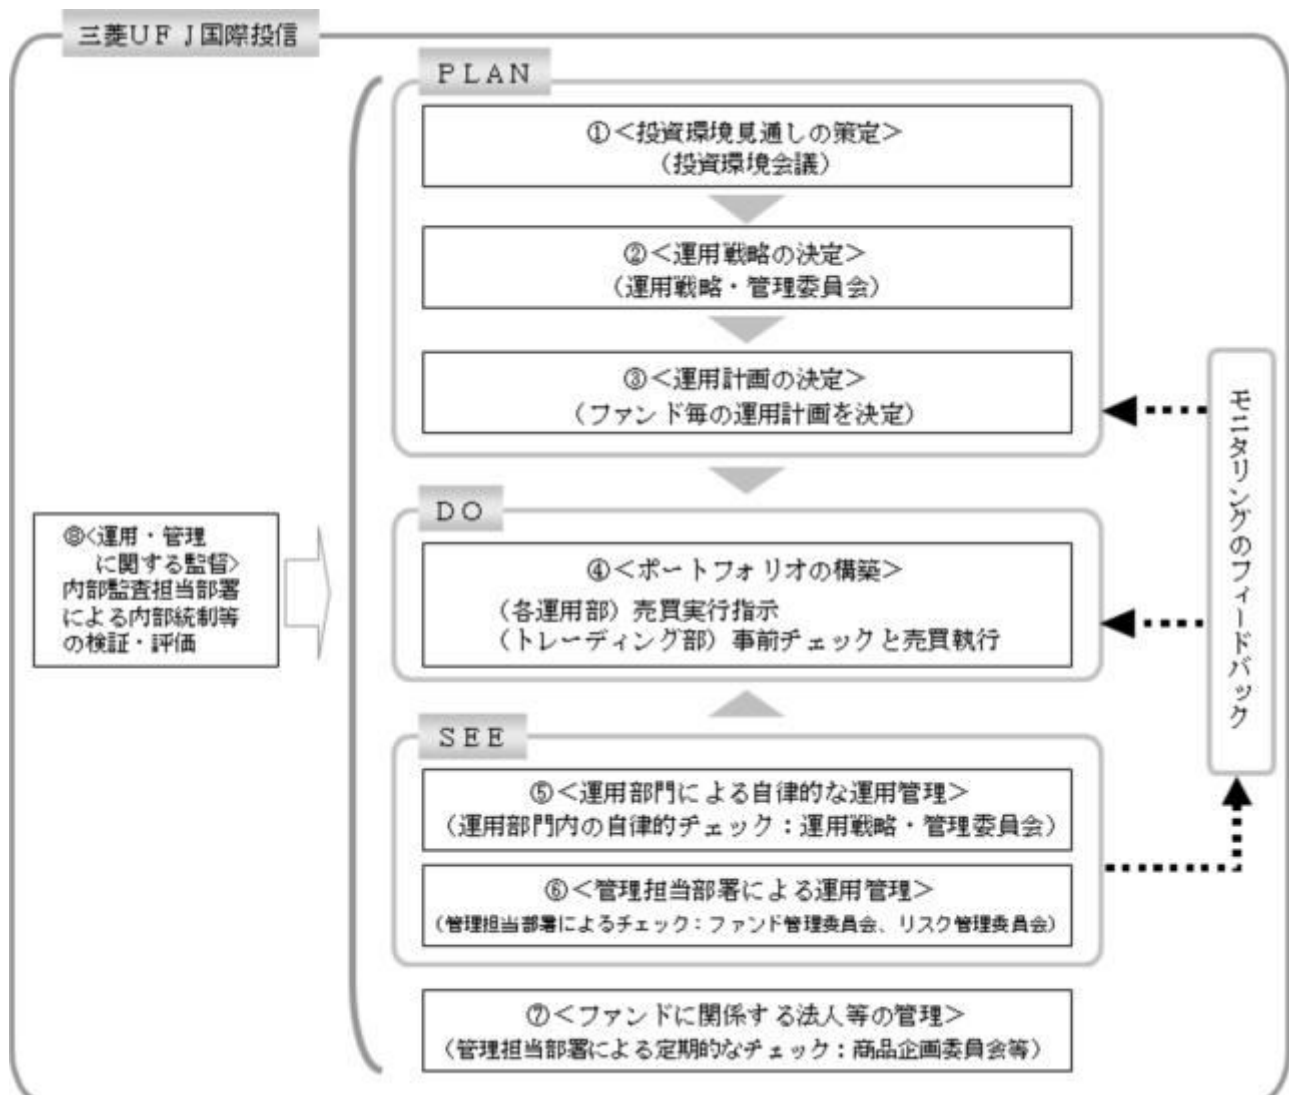 三菱ＵＦＪ国際投信
ＰＬＡＮ
①＜投資環境見通しの策定＞
（投資環境会議）
②＜運用戦略の決定＞
（運用戦略・管理委員会）
③＜運用計画の決定＞
（ファンド毎の運用計画を決定）
ＤＯ
④＜ポートフォリオの構築＞
（各運用部）売買実行指示
（トレーディング部）事前チェックと売買執行
ＳＥＥ
⑤＜運用部門による自律的な運用管理＞
（運用部門内の自律的チェック：運用戦略・管理委員会）
⑥＜管理担当部署による運用管理＞
（管理担当部署によるチェック：ファンド管理委員会、リスク管理委員会）
⑦＜ファンドに関係する法人等の管理＞
（管理担当部署による定期的なチェック：商品企画委員会等）
⑧＜運用・管理
に関する監督＞
内部監査担当部署
による内部統制等
の検証・評価
モニタリングのフィードバック